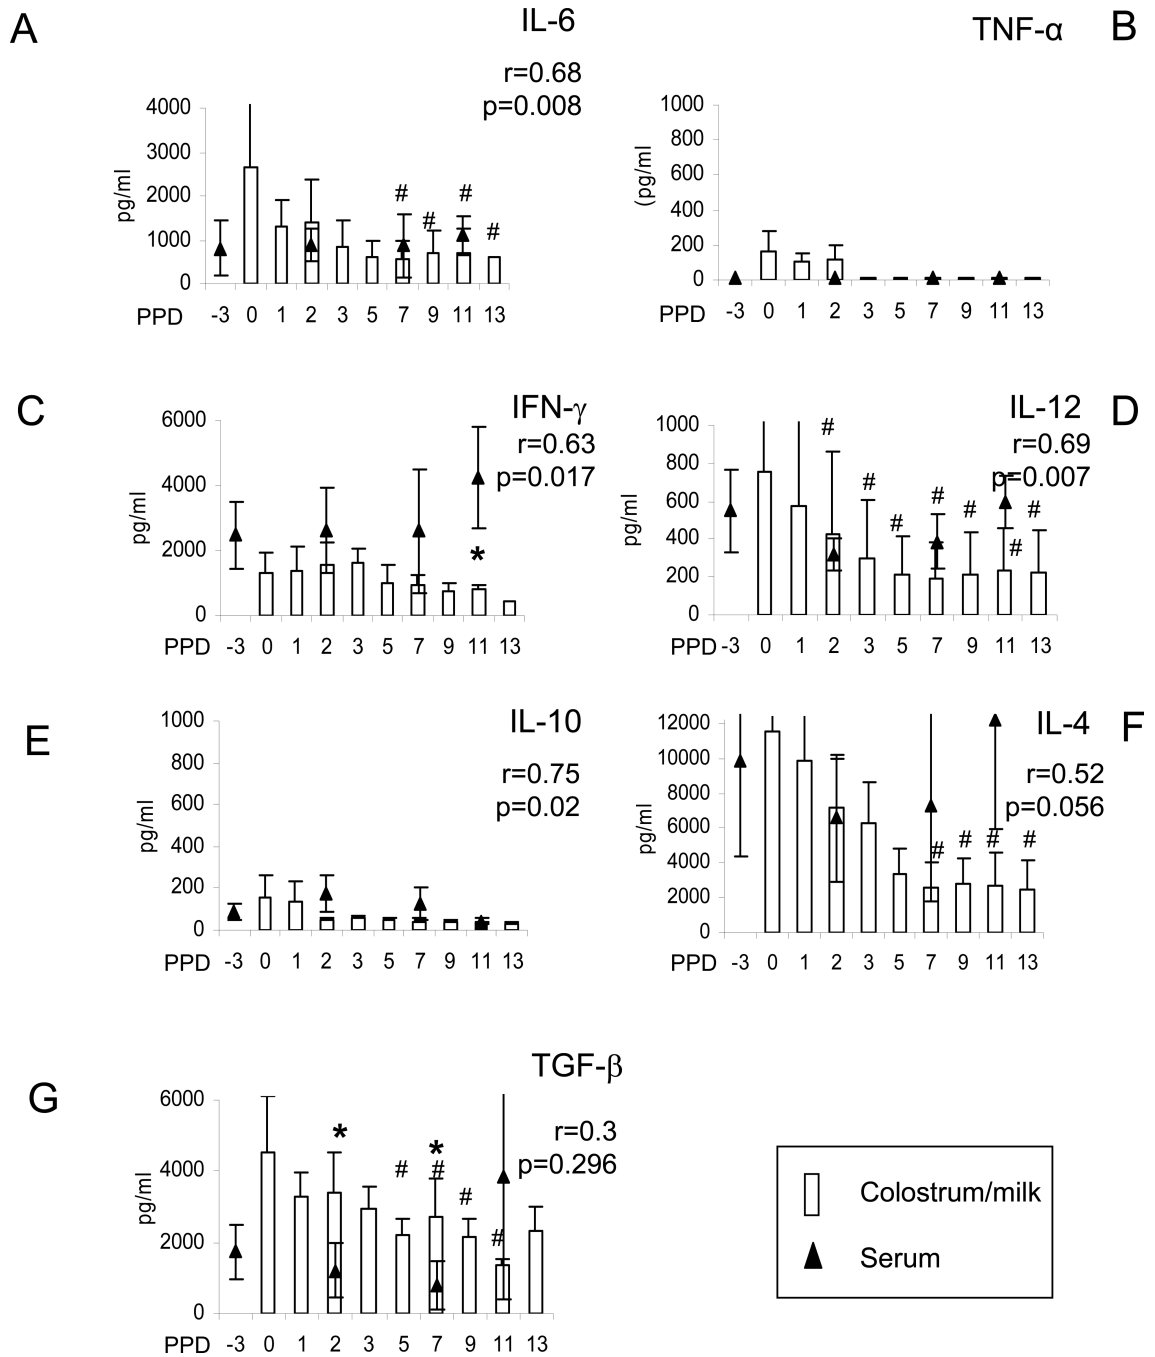 A
IL-6
r=0.68
p=0.008
4000
3000
2000
1000
0
pg/ml
# # # #
PPD -3 0 1 2 3 5 7 9 11 13
TNF-α
B
1000
800
600
400
200
0
(pg/ml
PPD -3 0 1 2 3 5 7 9 11 13
C
IFN-γ
r=0.63
p=0.017
6000
4000
2000
0
pg/ml
*
PPD -3 0 1 2 3 5 7 9 11 13
IL-12
D
r=0.69
p=0.007
1000
800
600
400
200
0
pg/ml
# # # # # # #
PPD -3 0 1 2 3 5 7 9 11 13
E
IL-10
r=0.75
p=0.02
1000
800
600
400
200
0
pg/ml
PPD -3 0 1 2 3 5 7 9 11 13
IL-4
F
r=0.52
p=0.056
12000
10000
8000
6000
4000
2000
0
pg/ml
# # # #
PPD -3 0 1 2 3 5 7 9 11 13
G
TGF-β
r=0.3
p=0.296
6000
4000
2000
0
pg/ml
* *
# # # #
PPD -3 0 1 2 3 5 7 9 11 13
Colostrum/milk
Serum